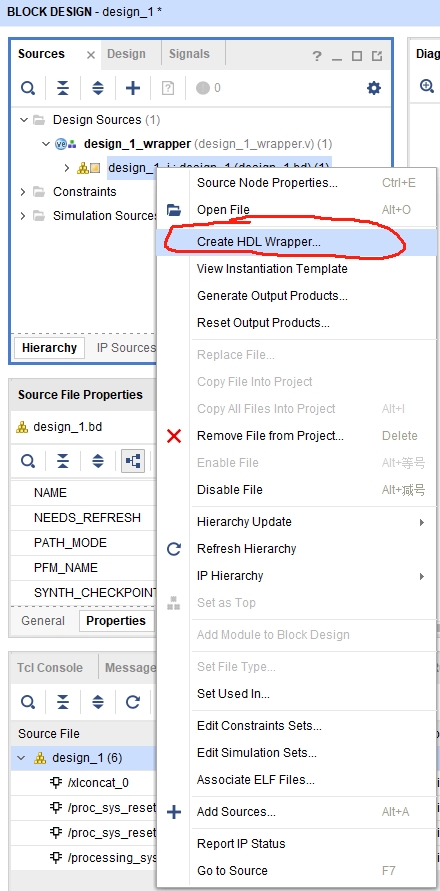 BLOCK DESIGN - design_1 *
Sources
Design
Signals
Diag
0
Design Sources (1)
design_1_wrapper (design_1_wrapper.v) (1)
design_1_i : design_1 (design_1.bd) (1)
Constraints
Simulation Sources
Hierarchy
IP Sources
Source Node Properties... Ctrl+E
Open File Alt+O
Create HDL Wrapper...
View Instantiation Template
Generate Output Products...
Reset Output Products...
Replace File...
Copy File Into Project
Copy All Files Into Project Alt+I
Remove File from Project... Delete
Enable File Alt+等号
Disable File Alt+减号
Hierarchy Update
Refresh Hierarchy
IP Hierarchy
Set as Top
Add Module to Block Design
Set File Type...
Set Used In...
Edit Constraints Sets...
Edit Simulation Sets...
Associate ELF Files...
Add Sources... Alt+A
Report IP Status
Go to Source F7
Source File Properties
design_1.bd
NAME
NEEDS_REFRESH
PATH_MODE
PFM_NAME
SYNTH_CHECKPOINT
General
Properties
Tcl Console
Message
Source File
design_1 (6)
/xlconcat_0
/proc_sys_reset
/proc_sys_reset
/processing_sys